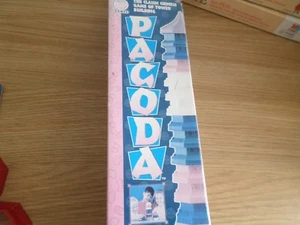 THE CLASSIC CHINESE
GAME OF TOWER
BUILDING.
PAGODA